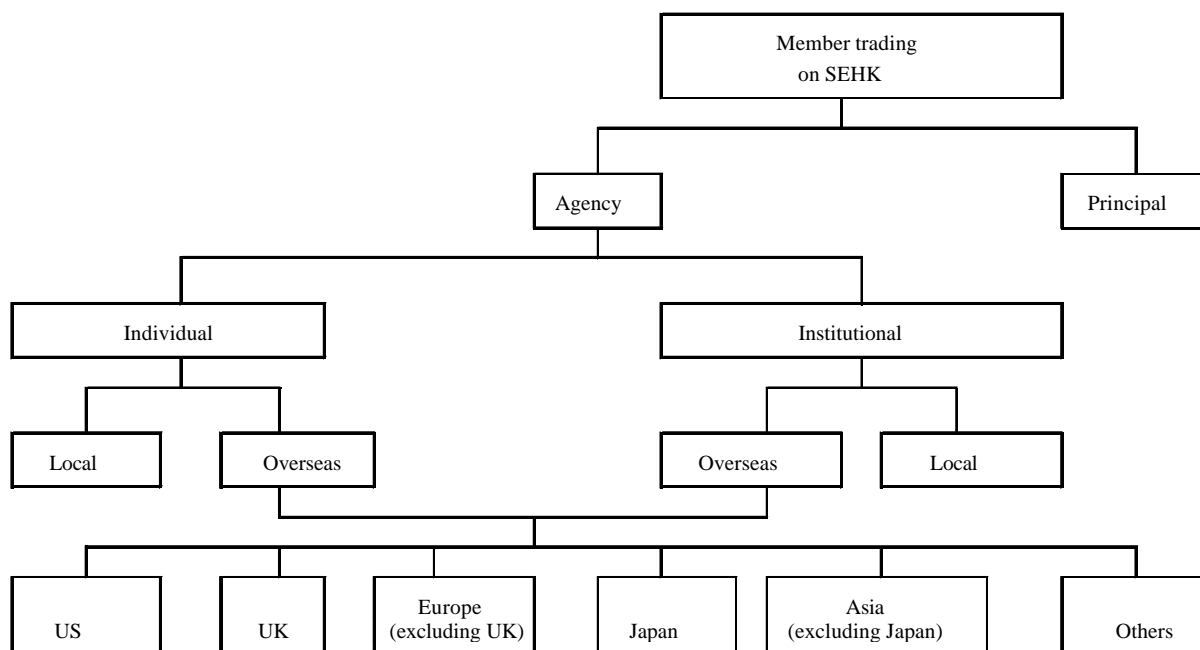 Member trading
on SEHK
Agency
Principal
Individual
Institutional
Local
Overseas
Overseas
Local
US
UK
Europe
(excluding UK)
Japan
Asia
(excluding Japan)
Others